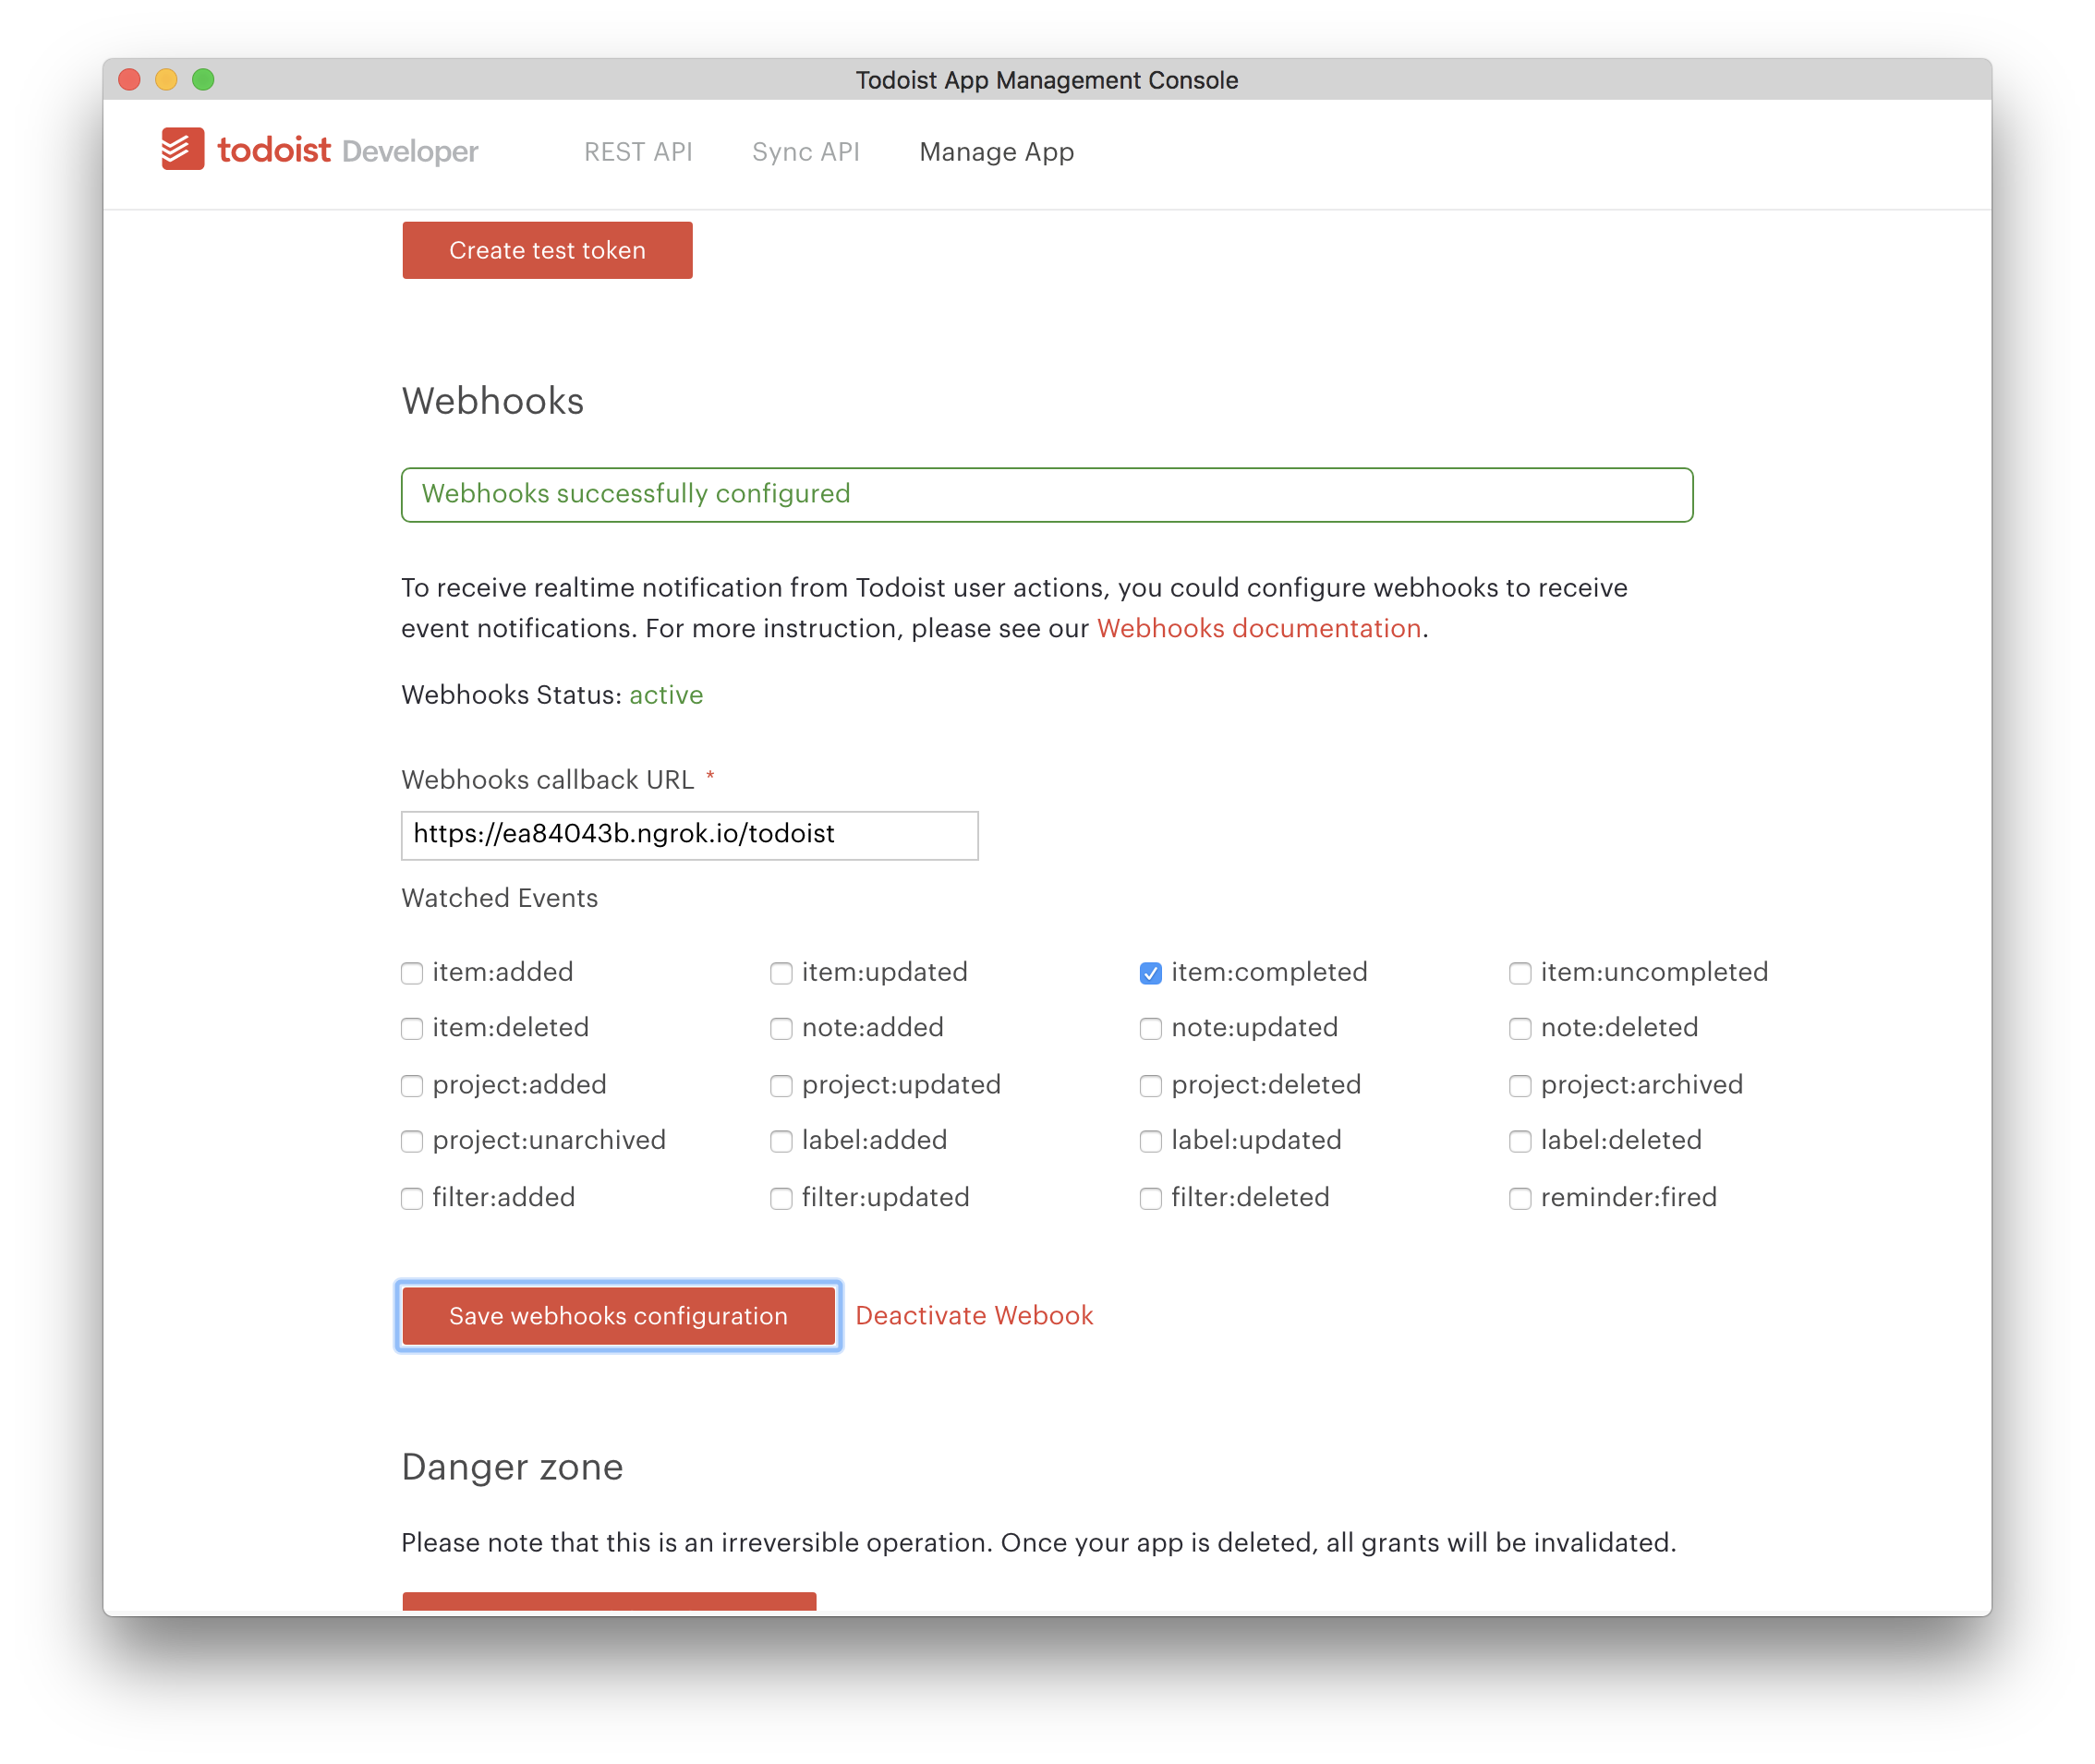 Todoist App Management Console
todoist Developer REST API Sync API Manage App
Create test token
Webhooks
Webhooks successfully configured
To receive realtime notification from Todoist user actions, you could configure webhooks to receive
event notifications. For more instruction, please see our Webhooks documentation.
Webhooks Status: active
Webhooks callback URL *
https://ea84043b.ngrok.io/todoist
Watched Events
item:added item:updated item:completed item:uncompleted
item:deleted note:added note:updated note:deleted
project:added project:updated project:deleted project:archived
project:unarchived label:added label:updated label:deleted
filter:added filter:updated filter:deleted reminder:fired
Save webhooks configuration Deactivate Webook
Danger zone
Please note that this is an irreversible operation. Once your app is deleted, all grants will be invalidated.